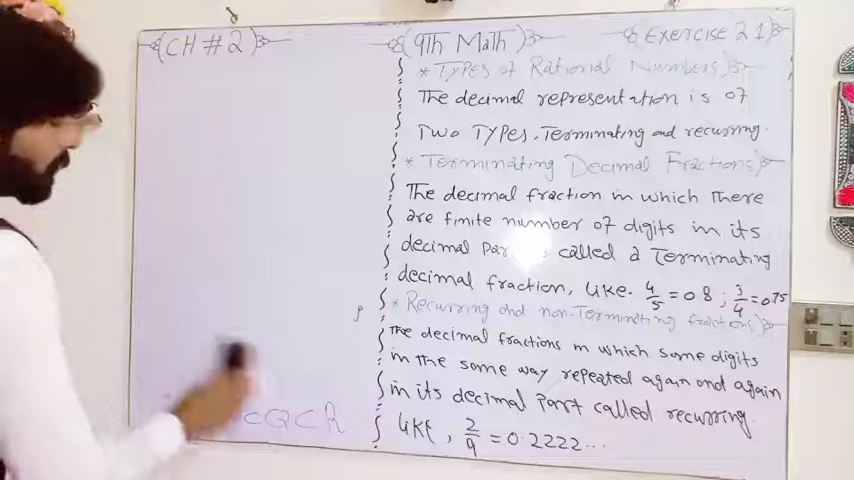 CH # 2
9Th Math
Exercise 2.1
* Types of Rational Numbers
The decimal representation is of
Two Types, Terminating and recurring.
* Terminating Decimal Fractions
The decimal fraction in which There
are finite number of digits in its
decimal Part, called a Terminating
decimal fraction, Like. 4/5 = 0.8 ; 3/4 = 0.75
* Recurring and non-Terminating fractions
The decimal fractions in which some digits
in the same way repeated again and again
in its decimal Part called recurring.
Like, 2/9 = 0.2222...